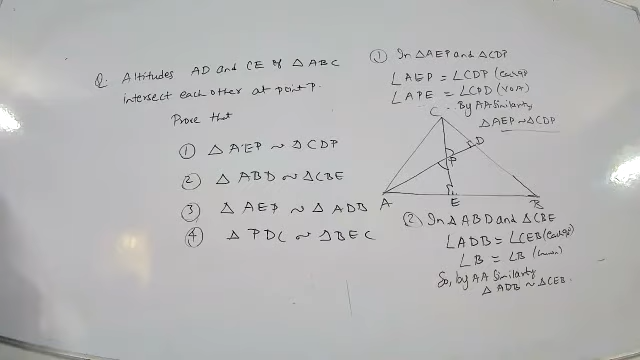 Q. Altitudes AD and CE of △ABC
intersect each other at point P.
Prove that
① △AEP ~ △CDP
② △ABD ~ △CBE
③ △AEP ~ △ADB
④ △PDC ~ △BEC
① In △AEP and △CDP
∠AEP = ∠CDP (each 90
∠APE = ∠CPD (VOA)
By AA Similarity
△AEP ~ △CDP
C
D
P
A
E
B
② In △ABD and △CBE
∠ADB = ∠CEB (each 90)
∠B = ∠B
So, by AA Similarity
△ADB ~ △CEB.